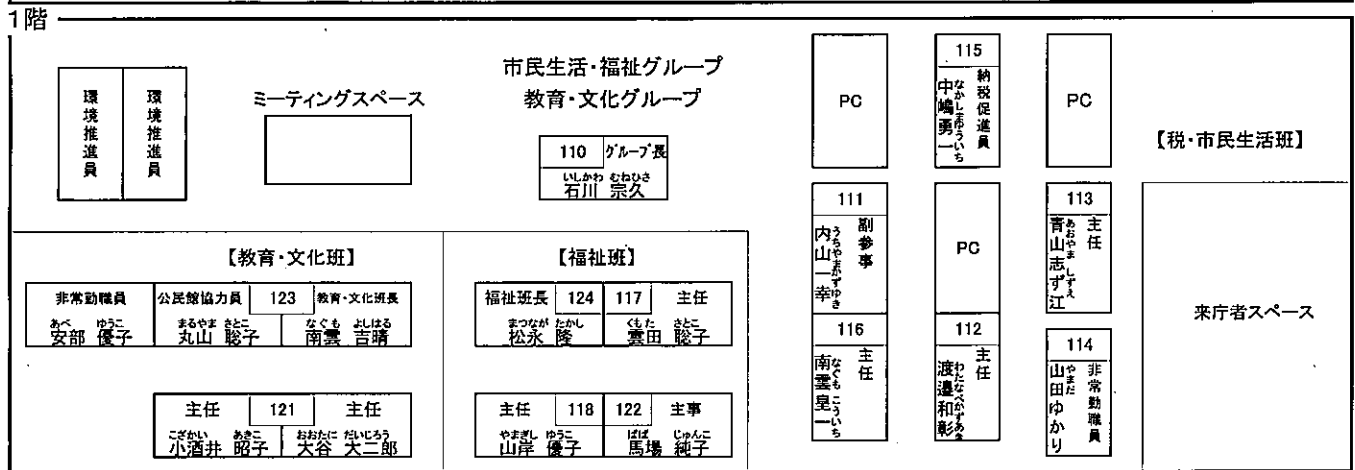 1階
市民生活・福祉グループ
教育・文化グループ
環境推進員
環境推進員
ミーティングスペース
110 グループ長
いしかわ むねひさ
石川 宗久
PC
115
納税促進員
なかしまゆういち
中嶋勇一
PC
【税・市民生活班】
111
副参事
うちやまかずゆき
内山一幸
PC
113
主任
あおやま しずえ
青山志ず江
来庁者スペース
116
主任
なぐも こういち
南雲皇一
112
主任
わたなべかずあき
渡邉和彰
114
非常勤職員
やまだ
山田ゆかり
【教育・文化班】
非常勤職員 公民館協力員 123 教育・文化班長
あべ ゆうこ まるやま さとこ なぐも よしはる
安部 優子 丸山 聡子 南雲 吉晴
主任 121 主任
こざかい あきこ おおたに だいじろう
小酒井 昭子 大谷 大二郎
【福祉班】
福祉班長 124 117 主任
まつなが たかし くもた さとこ
松永 隆 雲田 聡子
主任 118 122 主事
やまぎし ゆうこ ばば じゅんこ
山岸 優子 馬場 純子